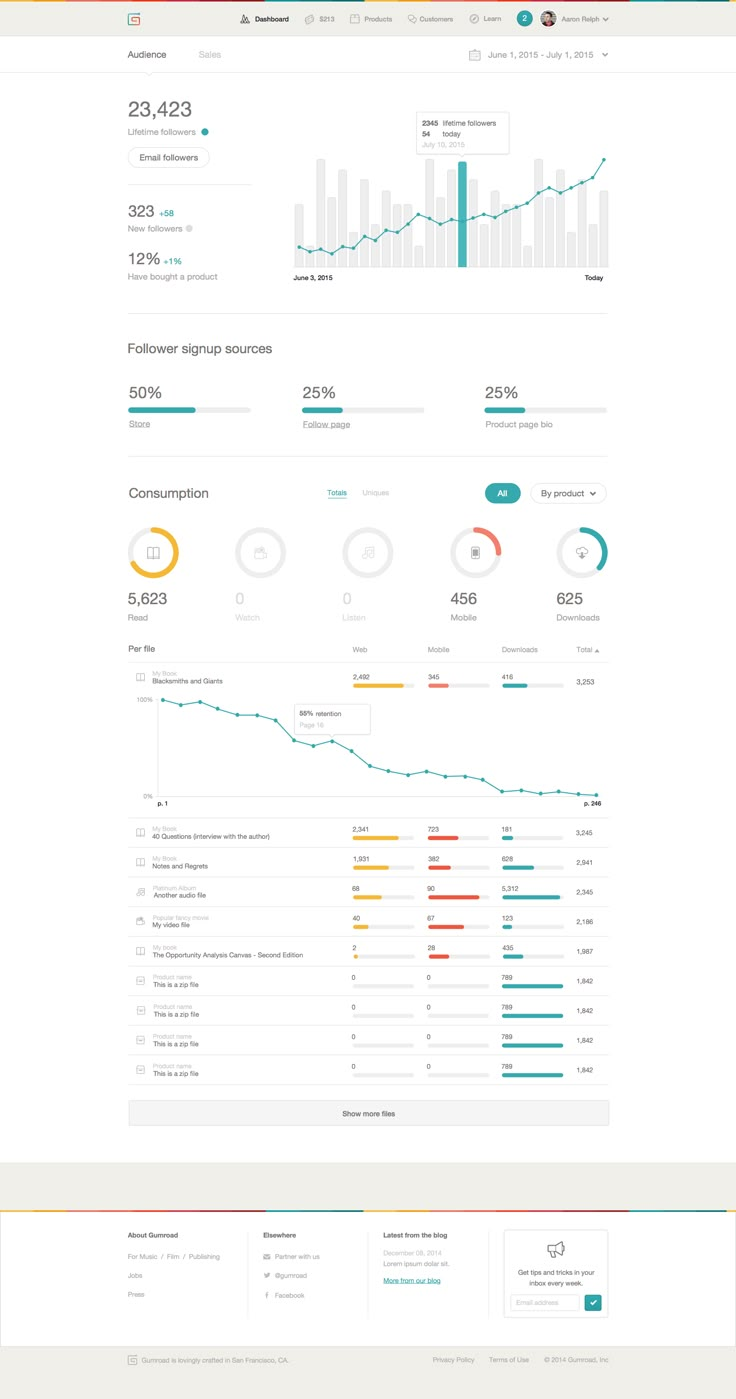 Dashboard $213 Products Customers Learn 2 Aaron Ralph
Audience Sales June 1, 2015 - July 1, 2015
23,423
Lifetime followers
Email followers
323 +58
New followers
12% +1%
Have bought a product
2345 lifetime followers
54 today
July 10, 2015
June 3, 2015 Today
Follower signup sources
50% 25% 25%
Store Follow page Product page bio
Consumption Totals Uniques All By product
5,623 0 0 456 625
Read Watch Listen Mobile Downloads
Per file Web Mobile Downloads Total
My Book
Blacksmiths and Giants 2,492 345 416 3,253
100%
55% retention
Page 16
0%
p. 1 p. 246
My Book
40 Questions (interview with the author) 2,341 723 181 3,245
My Book
Notes and Regrets 1,931 382 628 2,941
Platinum Album
Another audio file 68 90 5,312 2,345
Popular fancy movie
My video file 40 67 123 2,186
My book
The Opportunity Analysis Canvas - Second Edition 2 28 435 1,987
Product name
This is a zip file 0 0 789 1,842
Product name
This is a zip file 0 0 789 1,842
Product name
This is a zip file 0 0 789 1,842
Product name
This is a zip file 0 0 789 1,842
Show more files
About Gumroad Elsewhere Latest from the blog
For Music / Film / Publishing Partner with us December 08, 2014
Lorem ipsum dolar sit.
Jobs @gumroad
More from our blog
Press Facebook
Get tips and tricks in your
inbox every week.
Email address
Gumroad is lovingly crafted in San Francisco, CA. Privacy Policy Terms of Use © 2014 Gumroad, Inc